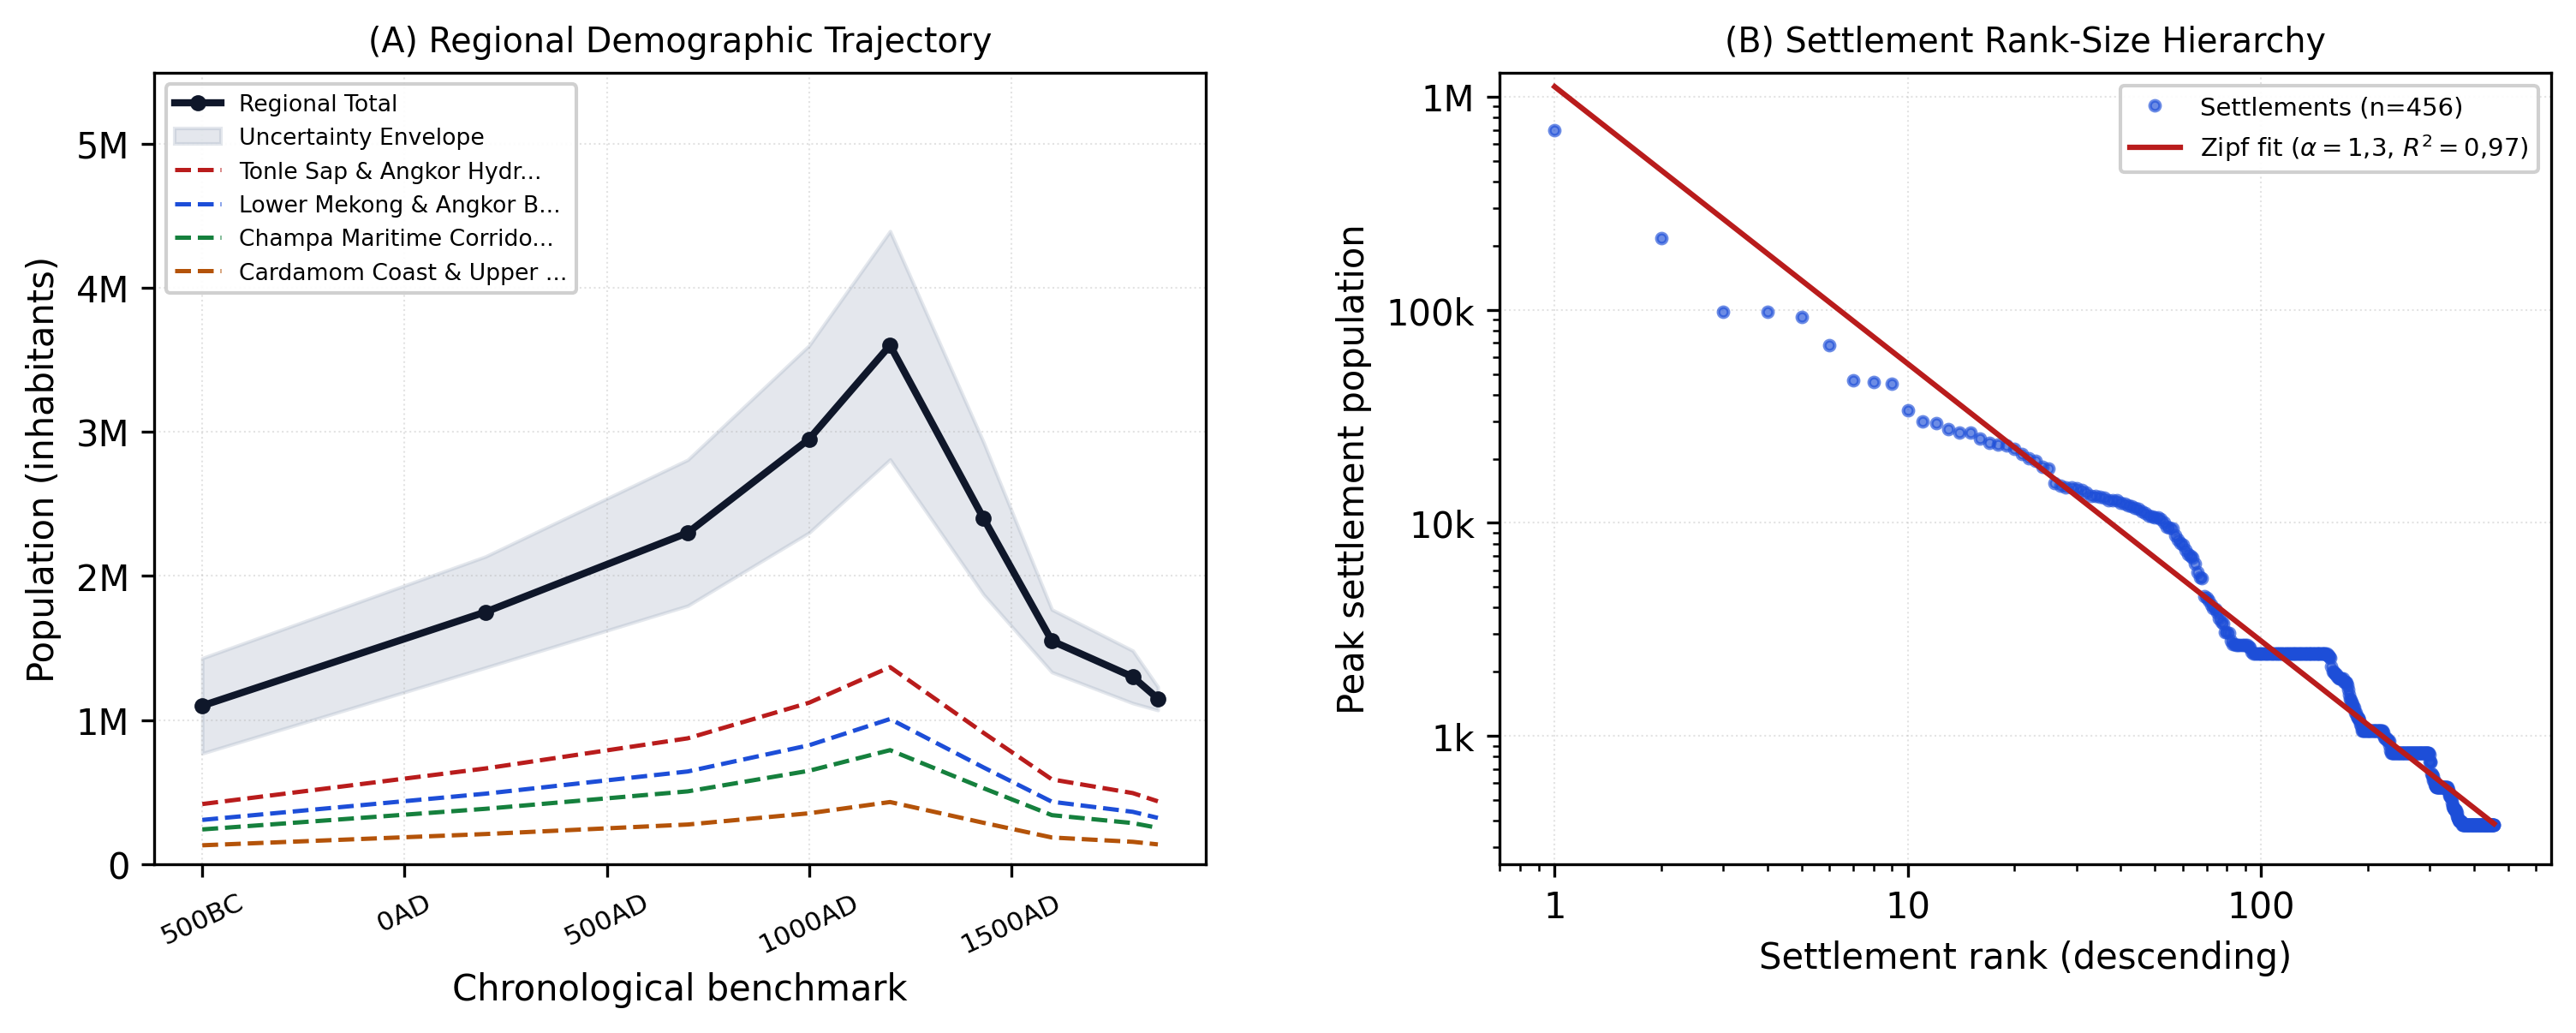 (A) Regional Demographic Trajectory
Regional Total
Uncertainty Envelope
Tonle Sap & Angkor Hydr...
Lower Mekong & Angkor B...
Champa Maritime Corrido...
Cardamom Coast & Upper ...
Population (inhabitants)
5M
4M
3M
2M
1M
0
500BC
0AD
500AD
1000AD
1500AD
Chronological benchmark
(B) Settlement Rank-Size Hierarchy
Settlements (n=456)
Zipf fit (α = 1,3, R² = 0,97)
Peak settlement population
1M
100k
10k
1k
1
10
100
Settlement rank (descending)